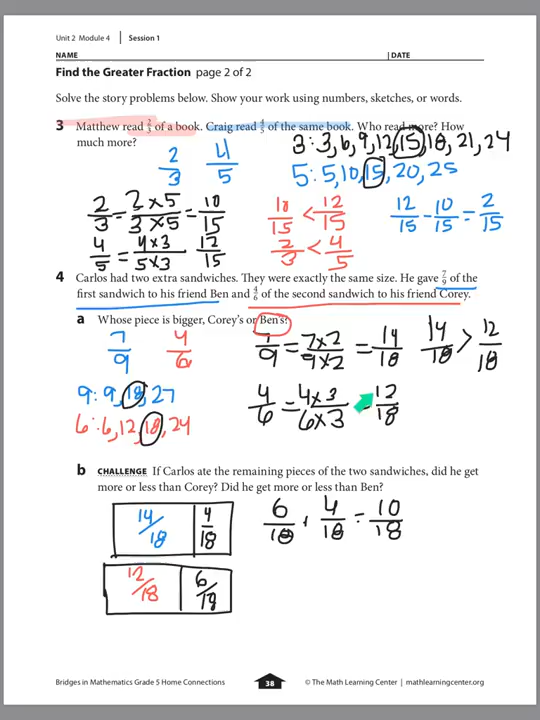 Unit 2 Module 4 | Session 1
NAME | DATE
Find the Greater Fraction page 2 of 2
Solve the story problems below. Show your work using numbers, sketches, or words.
3 Matthew read 2/3 of a book. Craig read 4/5 of the same book. Who read more? How
much more?
3: 3, 6, 9, 12, 15, 18, 21, 24
2/3 4/5
5: 5, 10, 15, 20, 25
2/3 = 2×5/3×5 = 10/15
10/15 < 12/15
12/15 - 10/15 = 2/15
4/5 = 4×3/5×3 12/15
2/3 < 4/5
4 Carlos had two extra sandwiches. They were exactly the same size. He gave 7/9 of the
first sandwich to his friend Ben and 4/6 of the second sandwich to his friend Corey.
a Whose piece is bigger, Corey's or Ben's?
7/9 4/6
7/9 = 7×2/9×2 = 14/18
14/18 > 12/18
9: 9, 18, 27
6: 6, 12, 18, 24
4/6 = 4×3/6×3 = 12/18
b CHALLENGE If Carlos ate the remaining pieces of the two sandwiches, did he get
more or less than Corey? Did he get more or less than Ben?
14/18 4/18
6/18 + 4/18 = 10/18
12/18 6/18
Bridges in Mathematics Grade 5 Home Connections 38 © The Math Learning Center | mathlearningcenter.org